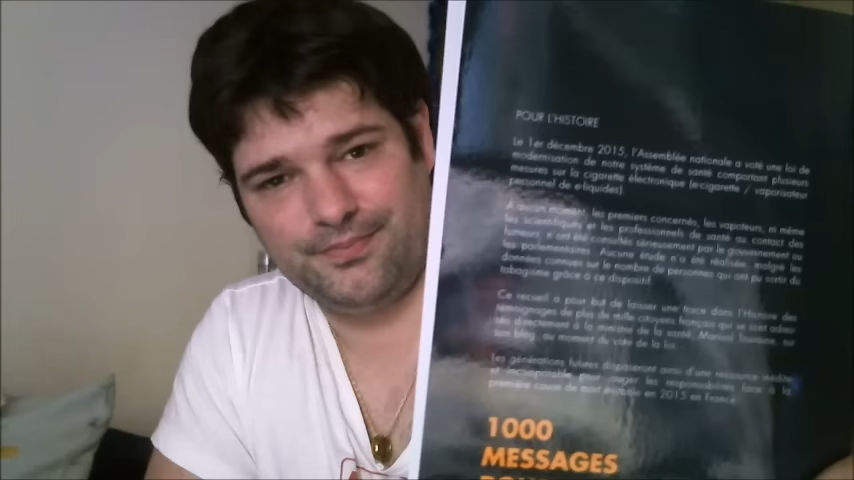 POUR L'HISTOIRE
Le 1er décembre 2015, l'Assemblée nationale a voté une loi de
modernisation de notre système de santé comportant plusieurs
mesures sur la cigarette électronique (e-cigarette / vaporisateur
personnel de e-liquides)
A aucun moment, les premiers concernés, les vapoteurs, ni même
les scientifiques et les professionnels de santé au contact des
fumeurs, n'ont été consultés sérieusement par le gouvernement ou
les parlementaires. Aucune étude n'a été réalisée, malgré les
données connues sur le nombre de personnes qui ont pu sortir du
tabagisme grâce à ce dispositif.
Ce recueil a pour but de laisser une trace dans l'Histoire des
témoignages de plus de mille citoyens français qui se sont adres-
sés directement à la ministre de la santé, Marisol Touraine, sur
son blog, au moment du vote de la loi.
Les générations futures disposeront ainsi d'une ressource inédite
et indispensable pour juger les responsabilités face à la
première cause de mort évitable en 2015 en France.
1000
MESSAGES